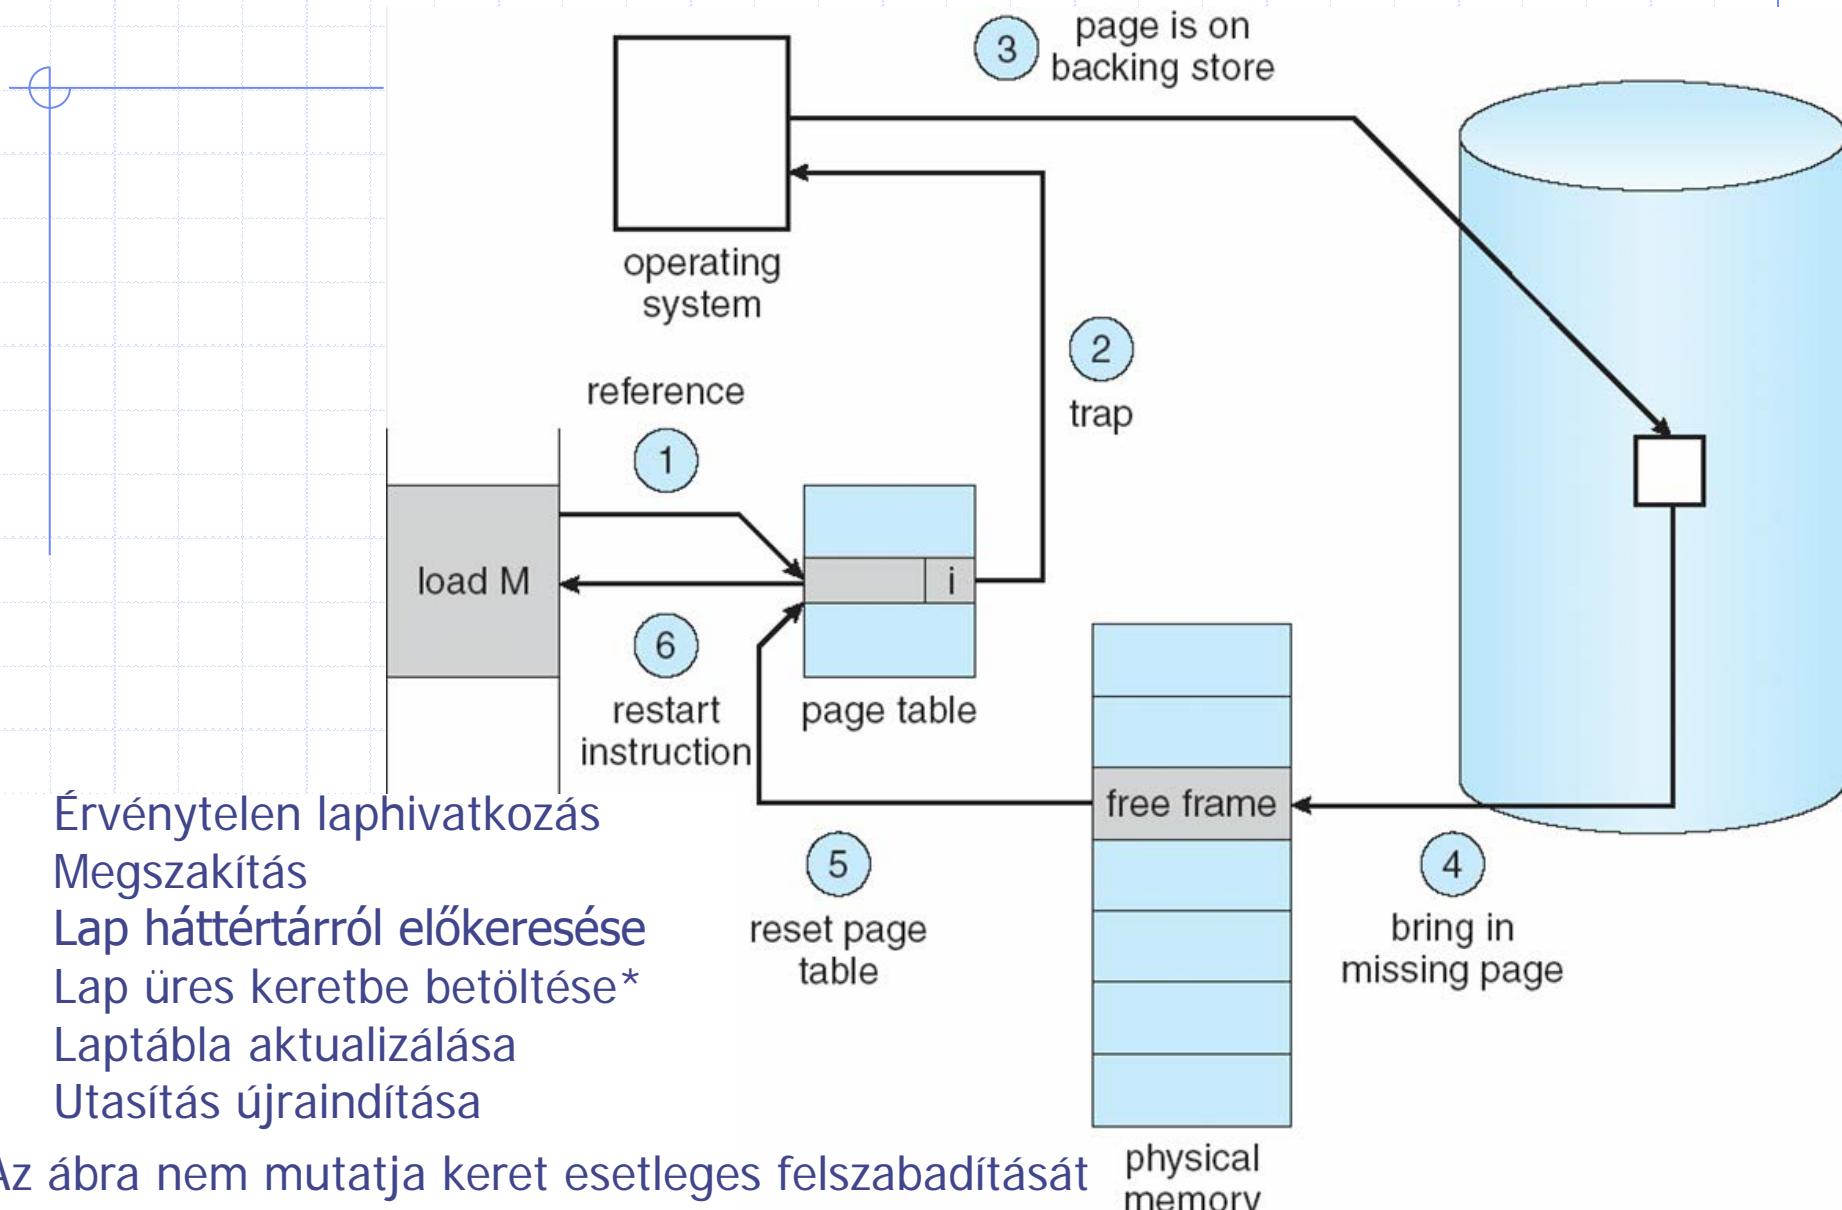 3
page is on
backing store
operating
system
2
trap
reference
1
load M
i
6
restart
instruction
page table
free frame
5
reset page
table
4
bring in
missing page
physical
memory
Érvénytelen laphivatkozás
Megszakítás
Lap háttértárról előkeresése
Lap üres keretbe betöltése*
Laptábla aktualizálása
Utasítás újraindítása
Az ábra nem mutatja keret esetleges felszabadítását